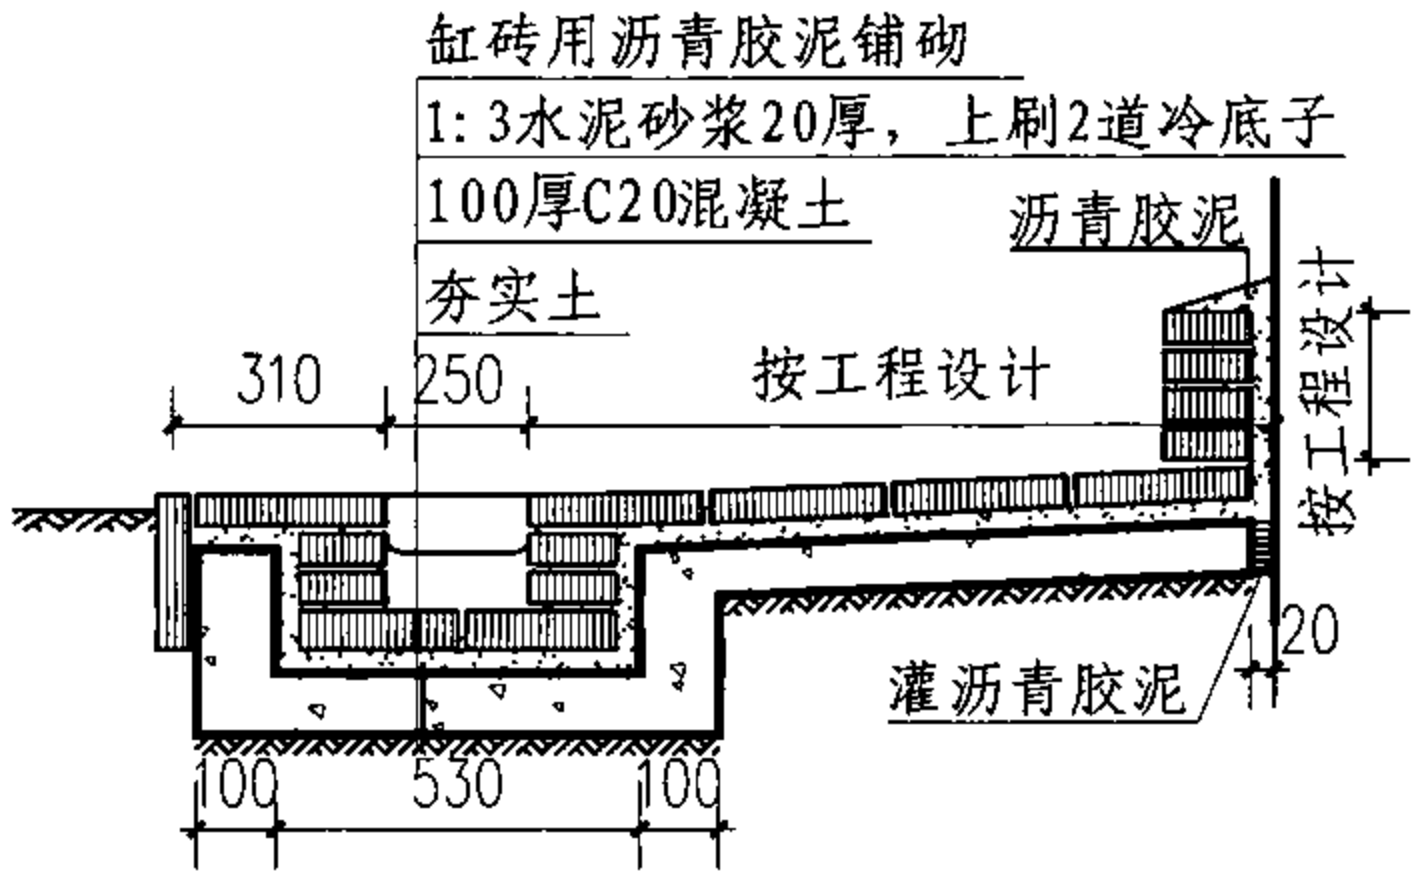 缸砖用沥青胶泥铺砌
1: 3水泥砂浆20厚，上刷2道冷底子
100厚C20混凝土
沥青胶泥
夯实土
310
250
按工程设计
按工程设计
20
灌沥青胶泥
100
530
100